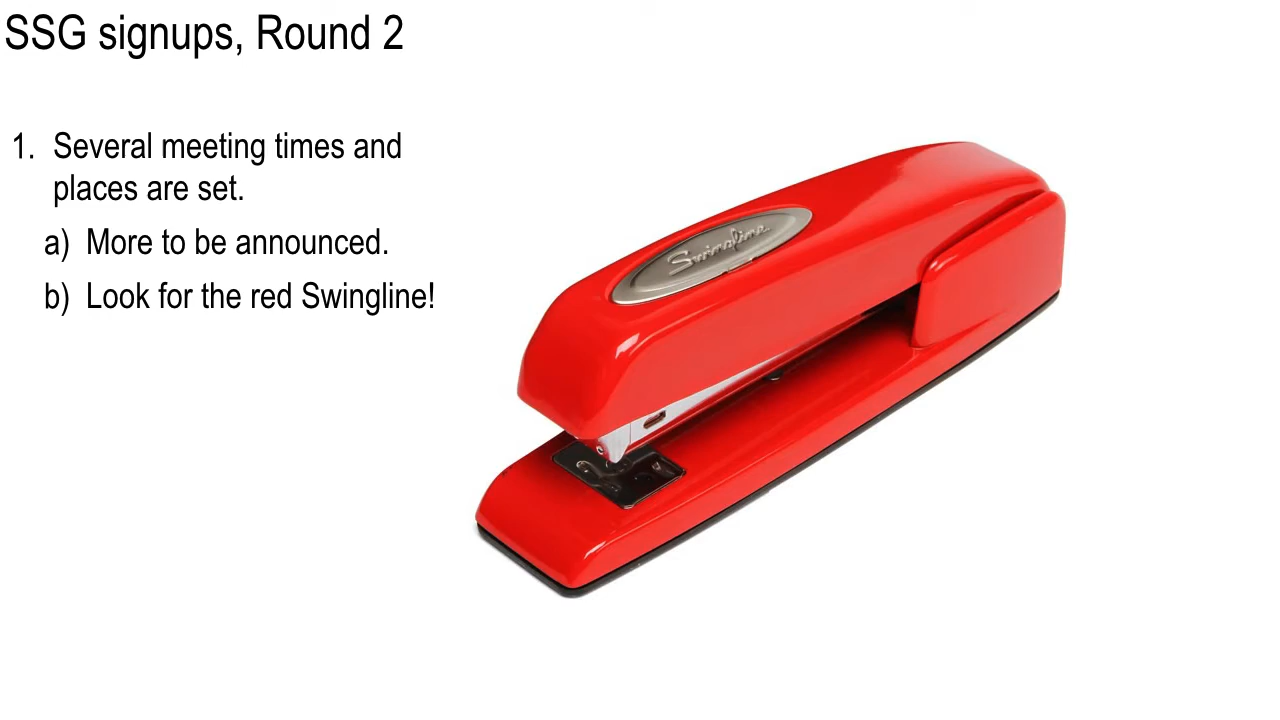 SSG signups, Round 2
1. Several meeting times and
places are set.
a) More to be announced.
b) Look for the red Swingline!
Swingline